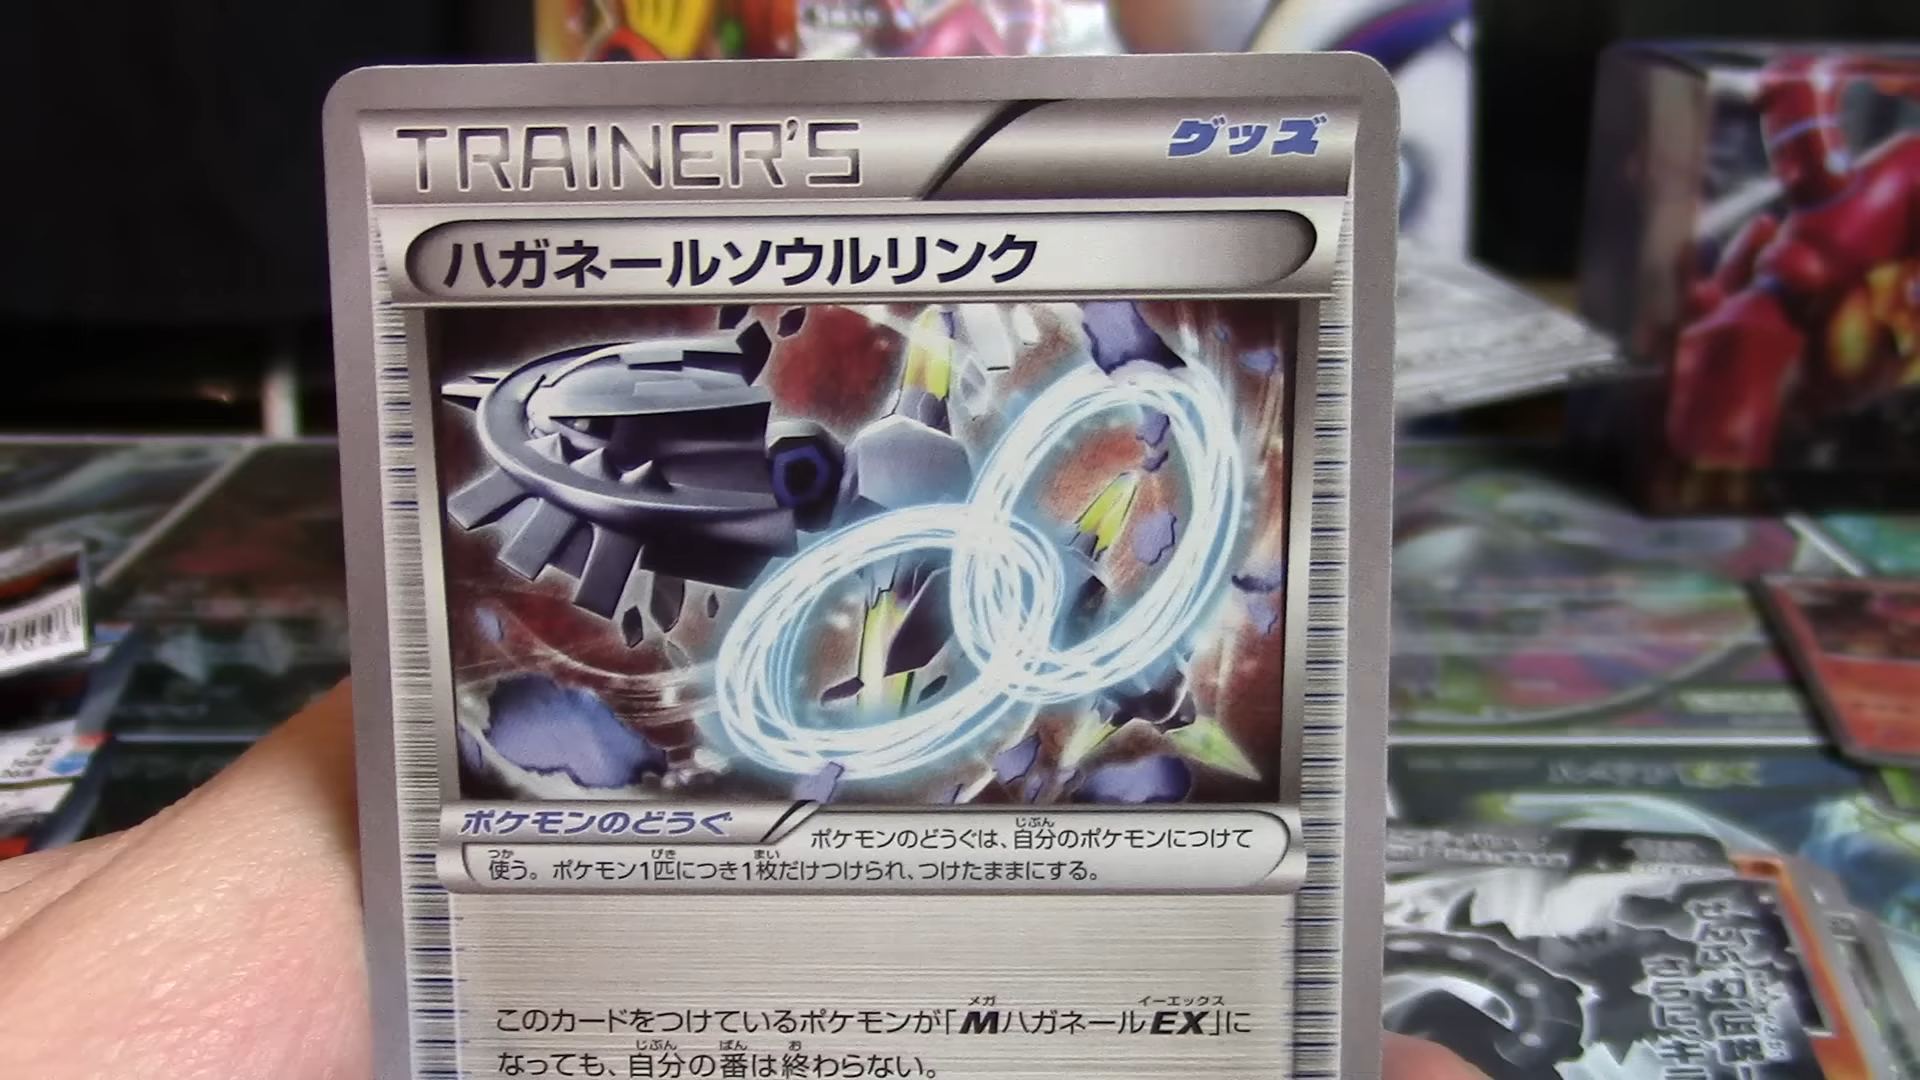 TRAINER'S
グッズ
ハガネールソウルリンク
ポケモンのどうぐ
ポケモンのどうぐは、自分のポケモンにつけて
使う。ポケモン1匹につき1枚だけつけられ、つけたままにする。
このカードをつけているポケモンが「MハガネールEX」に
なっても、自分の番は終わらない。